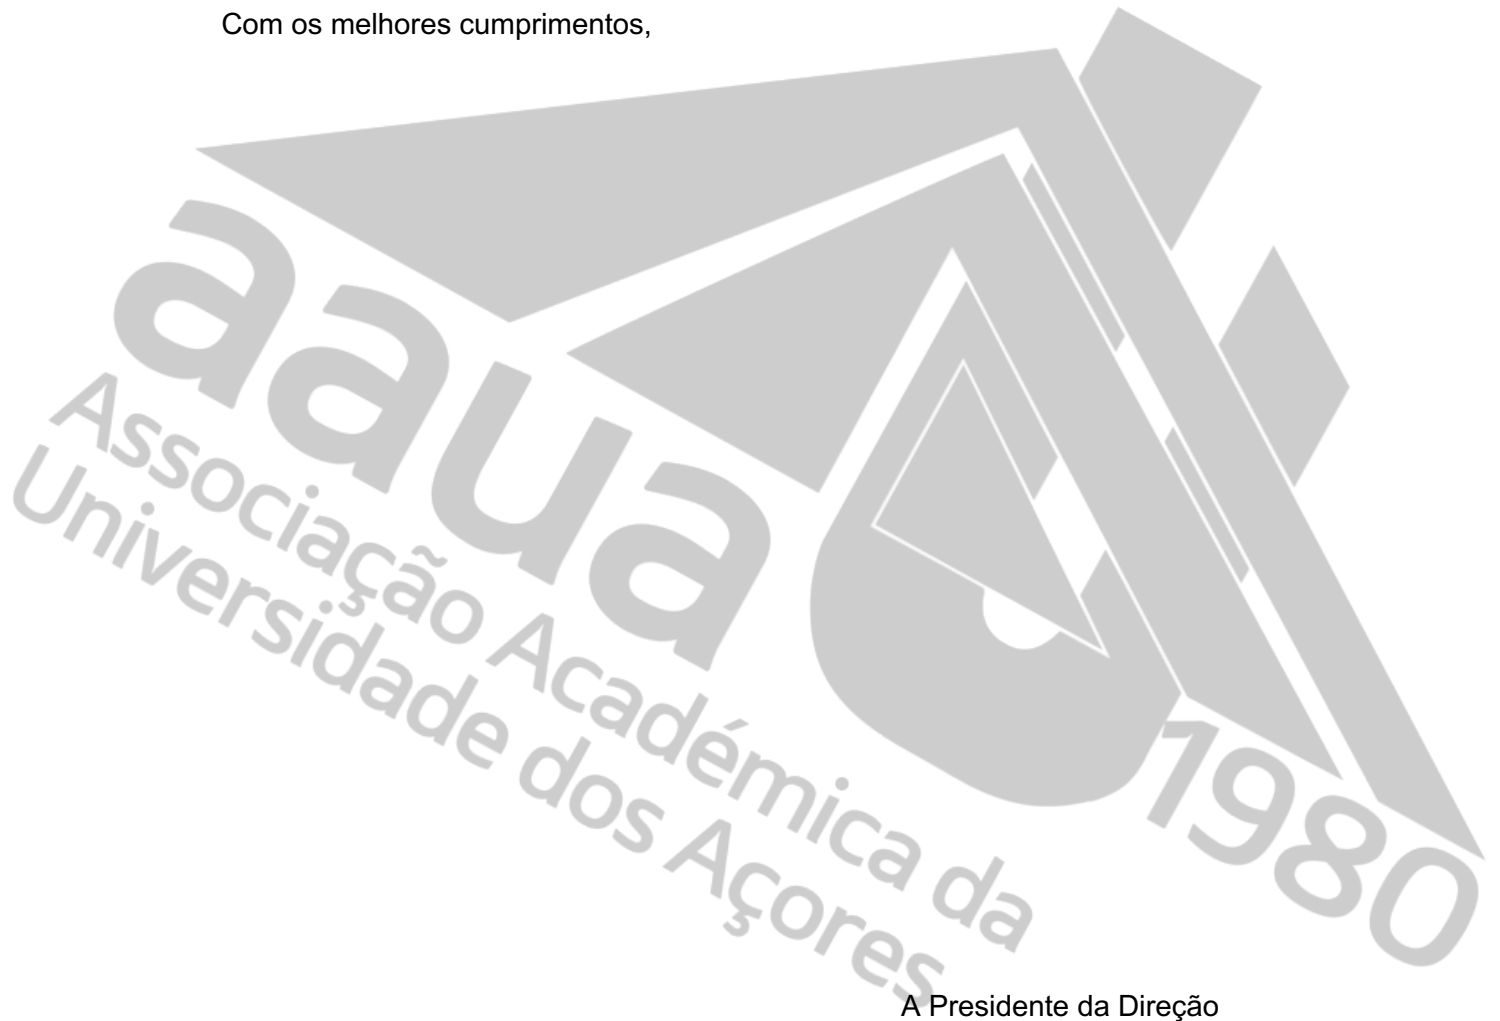 Com os melhores cumprimentos,
aaua
Associação Académica da
Universidade dos Açores
1980
A Presidente da Direção